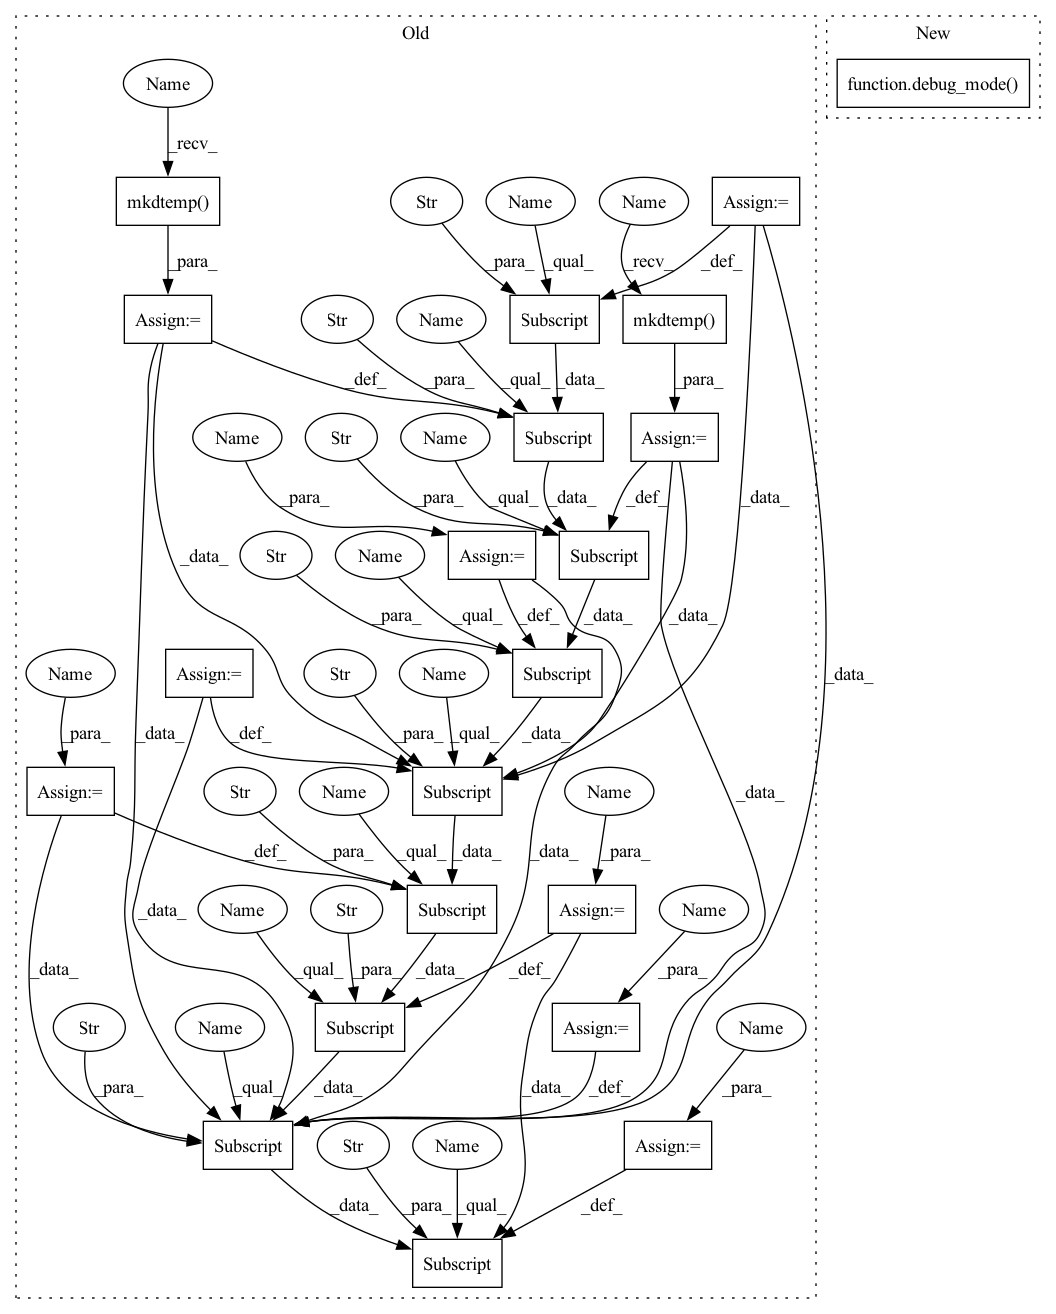 Old
New
Name
function.debug_mode()
_recv_
mkdtemp()
Str
Name
Name
Assign:=
_para_
_para_
_qual_
_recv_
_def_
Assign:=
Str
Name
Subscript
mkdtemp()
_def_
_para_
_qual_
_data_
_para_
Name
Str
Name
Subscript
Assign:=
_para_
_para_
_qual_
_data_
_def_
_data_
_data_
Str
Name
Assign:=
Subscript
_para_
_qual_
_def_
_data_
_data_
Name
Assign:=
Str
Name
Subscript
_data_
_para_
_data_
_def_
_para_
_qual_
_data_
Assign:=
Str
Name
Subscript
Name
_data_
_def_
_para_
_qual_
_data_
_data_
_para_
Name
Str
Subscript
Assign:=
Name
_data_
_data_
_qual_
_para_
_data_
_def_
_para_
Str
Name
Subscript
Assign:=
Name
_para_
_qual_
_data_
_data_
_def_
_para_
Subscript
Str
Name
Assign:=
_data_
_para_
_qual_
_def_
Subscript